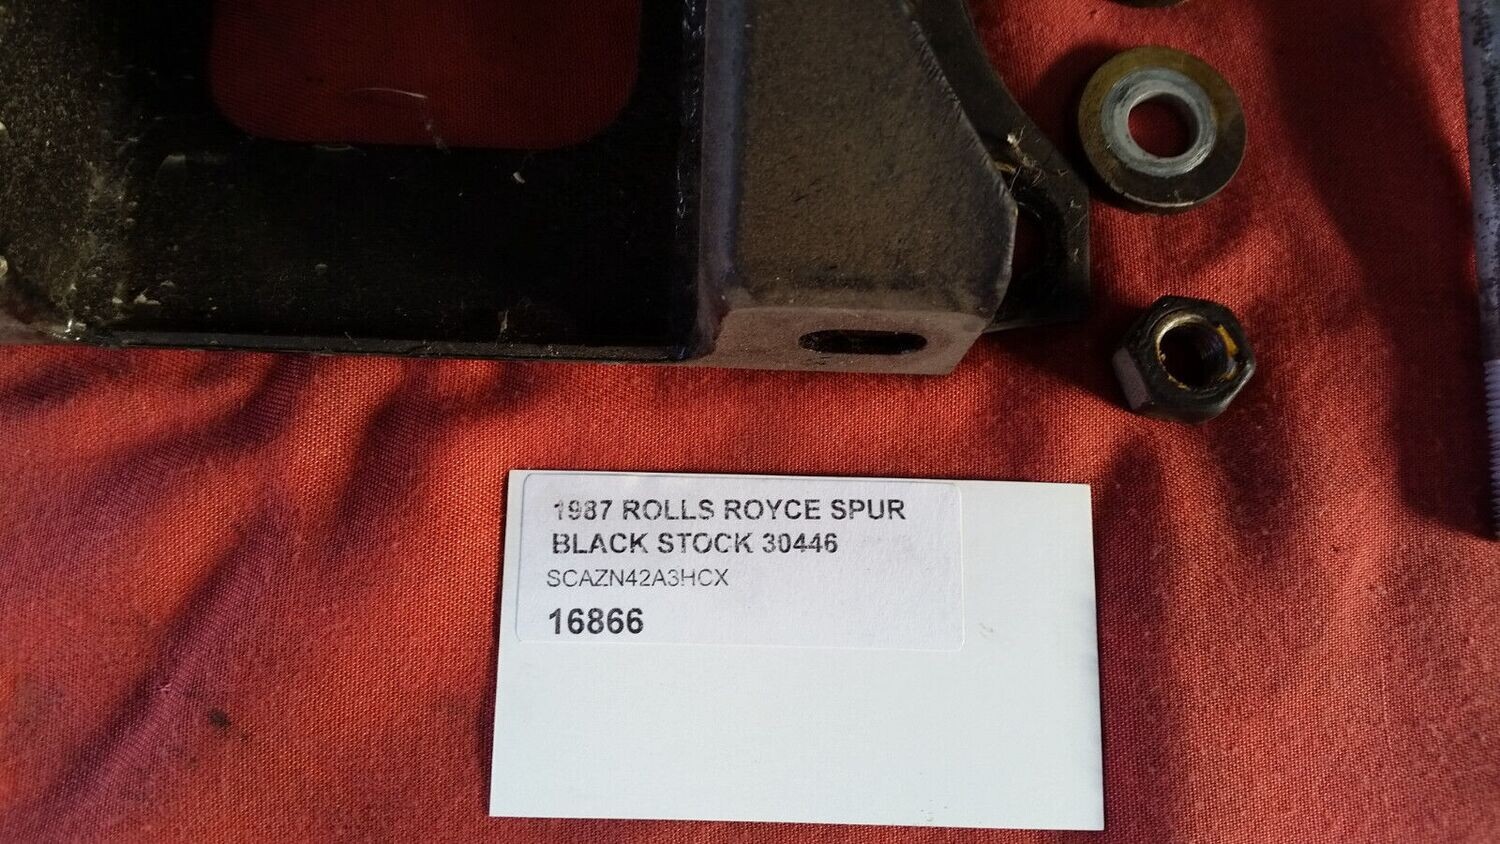 1987 ROLLS ROYCE SPUR
BLACK STOCK 30446
SCAZN42A3HCX
16866